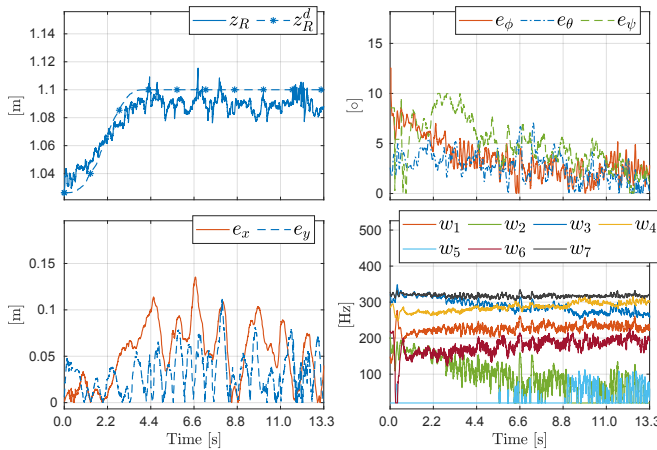 z_R z_R^d
1.14
1.12
1.1
1.08
1.06
1.04
[m]
e_ϕ e_θ e_ψ
15
10
5
0
[◦]
e_x e_y
0.15
0.1
0.05
0
[m]
0.0 2.2 4.4 6.6 8.8 11.0 13.3
Time [s]
w_1 w_2 w_3 w_4
w_5 w_6 w_7
500
400
300
200
100
[Hz]
0.0 2.2 4.4 6.6 8.8 11.0 13.3
Time [s]